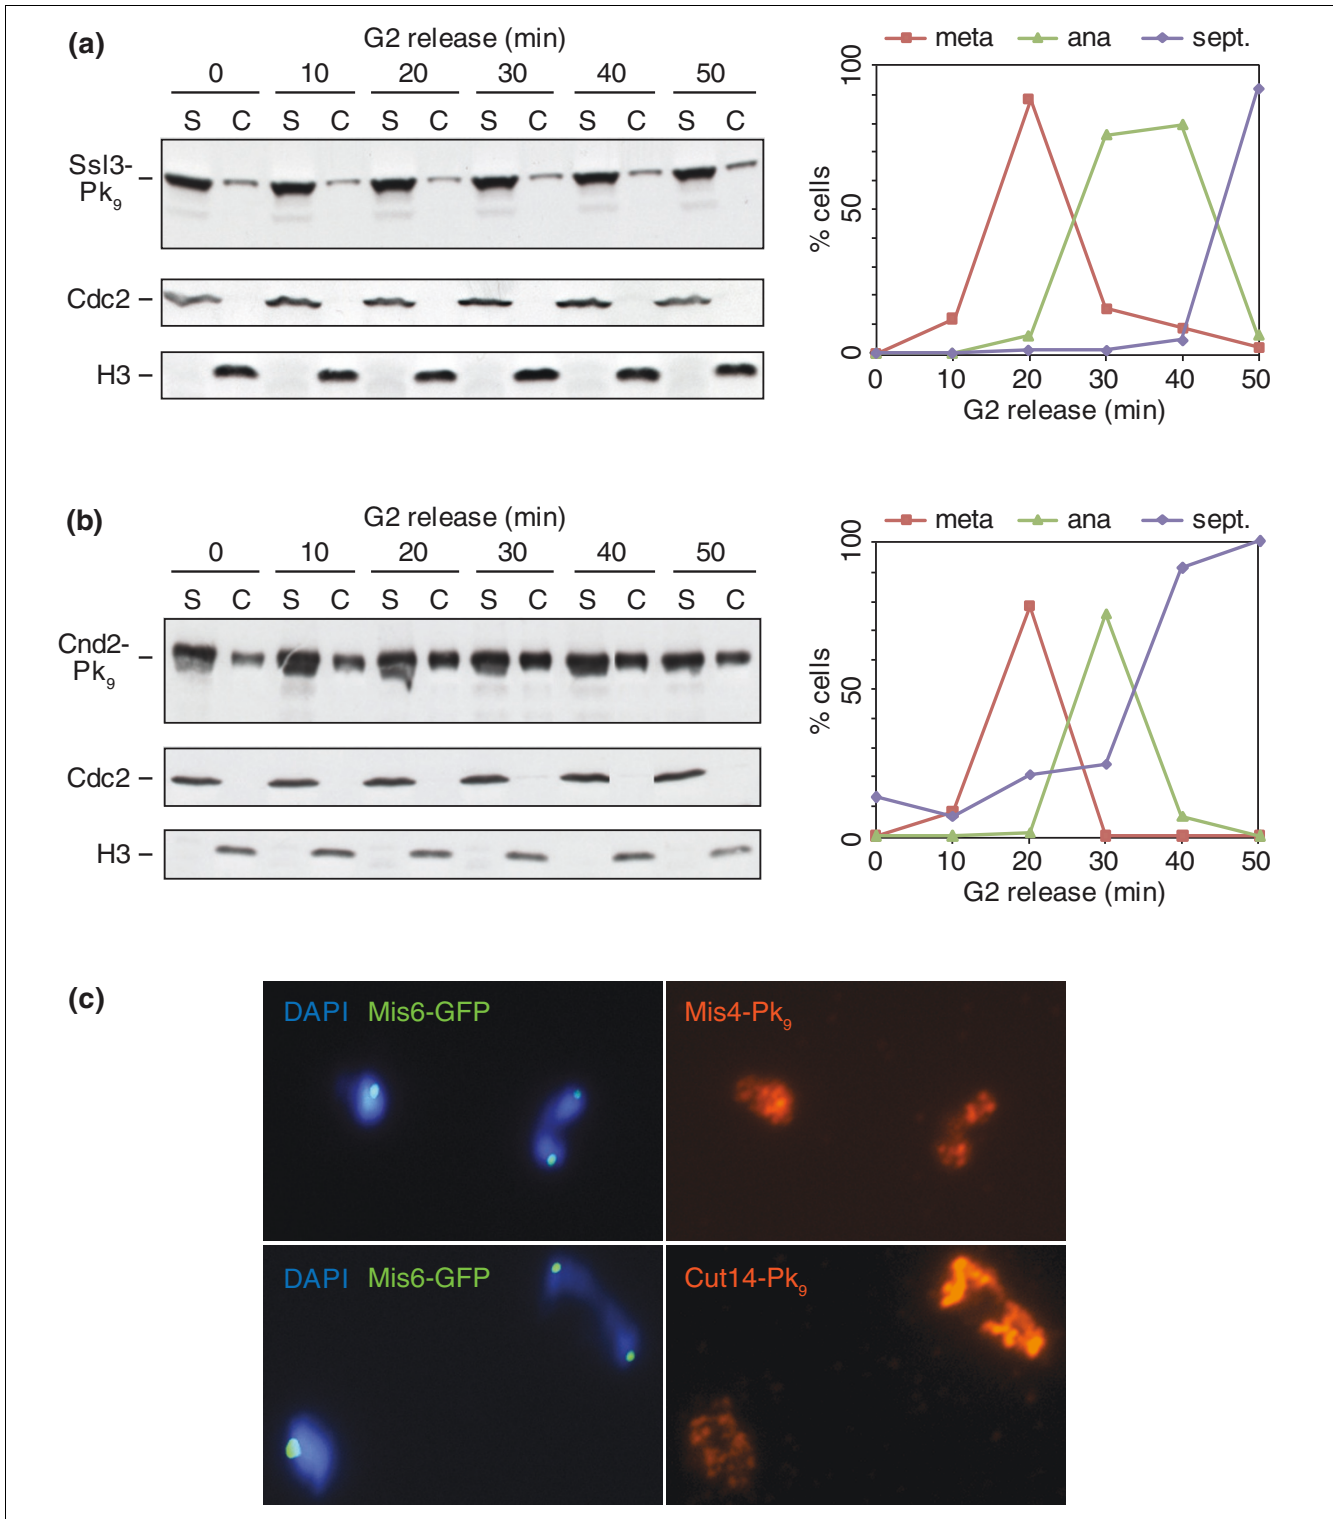 (a)
G2 release (min)
0 10 20 30 40 50
S C S C S C S C S C S C
Ssl3-
Pk9
Cdc2
H3
meta ana sept.
100
50
0
% cells
0 10 20 30 40 50
G2 release (min)
(b)
G2 release (min)
0 10 20 30 40 50
S C S C S C S C S C S C
Cnd2-
Pk9
Cdc2
H3
meta ana sept.
100
50
0
% cells
0 10 20 30 40 50
G2 release (min)
(c)
DAPI Mis6-GFP
Mis4-Pk9
DAPI Mis6-GFP
Cut14-Pk9